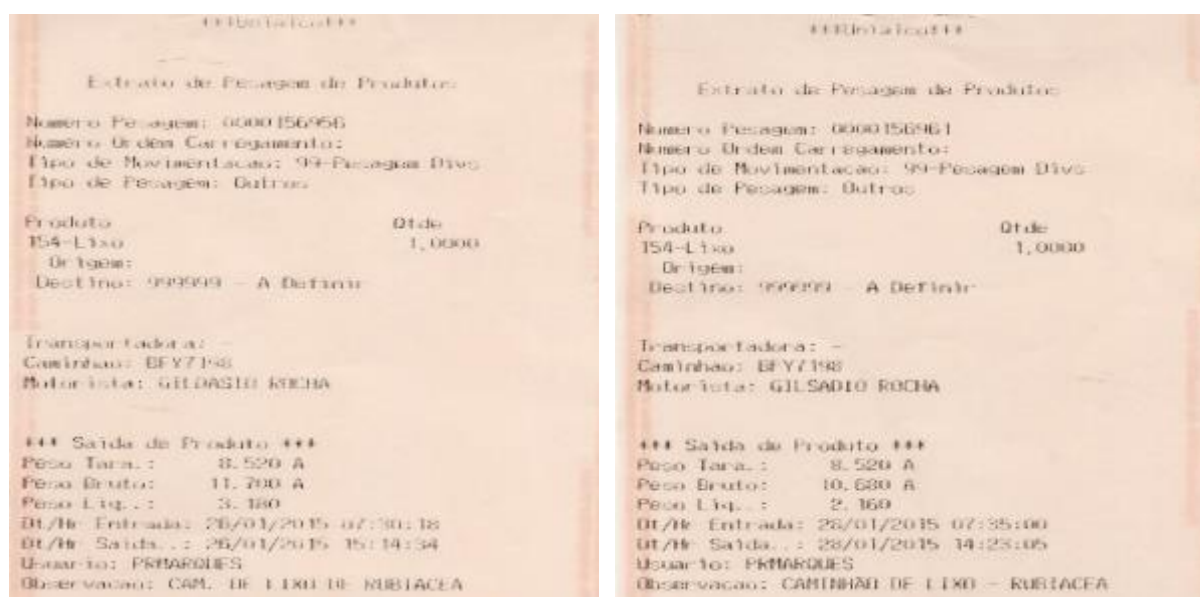 ***Unialco***
Extrato de Pesagem de Produtos
Numero Pesagem: 0000156956
Numero Ordem Carregamento:
Tipo de Movimentacao: 99-Pesagem Divs
Tipo de Pesagem: Outros
Produto Qtde
154-Lixo 1,0000
Origem:
Destino: 999999 - A Definir
Transportadora: -
Caminhao: BFY7198
Motorista: GILDASIO ROCHA
*** Saida de Produto ***
Peso Tara.: 8.520 A
Peso Bruto: 11.700 A
Peso Liq..: 3.180
Dt/Hr Entrada: 26/01/2015 07:30:18
Dt/Hr Saida..: 26/01/2015 15:14:34
Usuario: PRMARQUES
Observacao: CAM. DE LIXO DE RUBIACEA
***Unialco***
Extrato de Pesagem de Produtos
Numero Pesagem: 0000156961
Numero Ordem Carregamento:
Tipo de Movimentacao: 99-Pesagem Divs
Tipo de Pesagem: Outros
Produto Qtde
154-Lixo 1,0000
Origem:
Destino: 999999 - A Definir
Transportadora: -
Caminhao: BFY7198
Motorista: GILSADIO ROCHA
*** Saida de Produto ***
Peso Tara.: 8.520 A
Peso Bruto: 10.680 A
Peso Liq..: 2.160
Dt/Hr Entrada: 28/01/2015 07:35:00
Dt/Hr Saida..: 28/01/2015 14:23:05
Usuario: PRMARQUES
Observacao: CAMINHAO DE LIXO - RUBIACEA